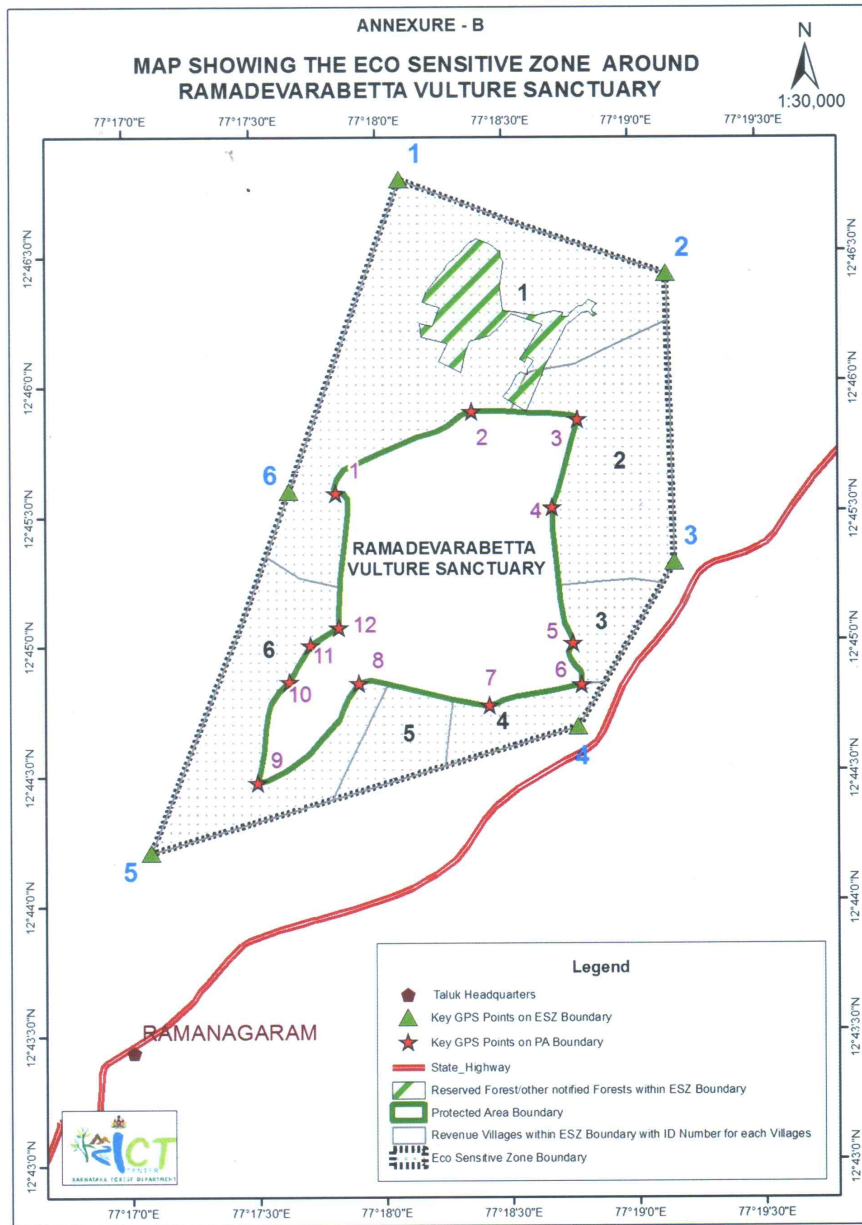 ANNEXURE - B
MAP SHOWING THE ECO SENSITIVE ZONE AROUND
RAMADEVARABETTA VULTURE SANCTUARY
N
1:30,000
77°17'0"E 77°17'30"E 77°18'0"E 77°18'30"E 77°19'0"E 77°19'30"E
1
2
12°46'30"N 12°46'30"N
1
12°46'0"N 12°46'0"N
2
3
2
1
6
4
12°45'30"N 12°45'30"N
3
RAMADEVARABETTA
VULTURE SANCTUARY
3
12
5
6
11
12°45'0"N 12°45'0"N
8
6
10
7
4
5
4
9
12°44'30"N 12°44'30"N
5
12°44'0"N 12°44'0"N
Legend
Taluk Headquarters
Key GPS Points on ESZ Boundary
Key GPS Points on PA Boundary
State_Highway
Reserved Forest/other notified Forests within ESZ Boundary
Protected Area Boundary
Revenue Villages within ESZ Boundary with ID Number for each Villages
Eco Sensitive Zone Boundary
12°43'30"N 12°43'30"N
RAMANAGARAM
ICT
CENTER
KARNATAKA FOREST DEPARTMENT
12°43'0"N 12°43'0"N
77°17'0"E 77°17'30"E 77°18'0"E 77°18'30"E 77°19'0"E 77°19'30"E